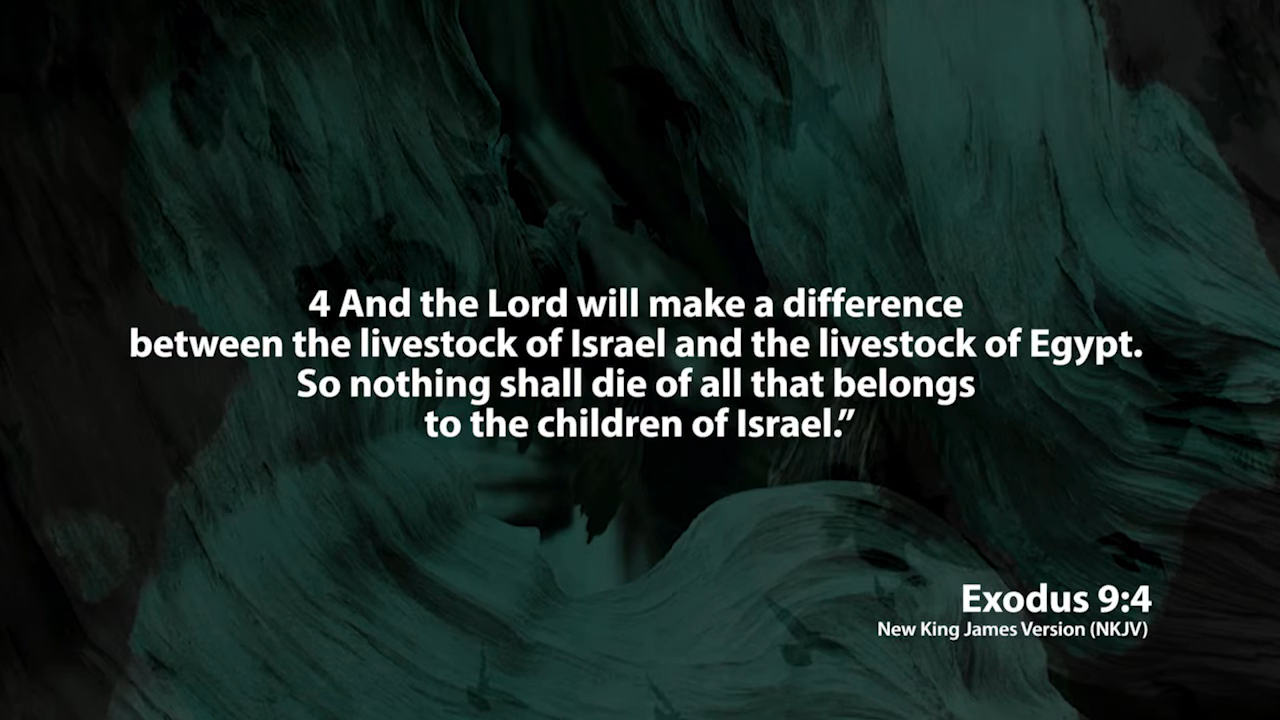 4 And the Lord will make a difference
between the livestock of Israel and the livestock of Egypt.
So nothing shall die of all that belongs
to the children of Israel.”
Exodus 9:4
New King James Version (NKJV)